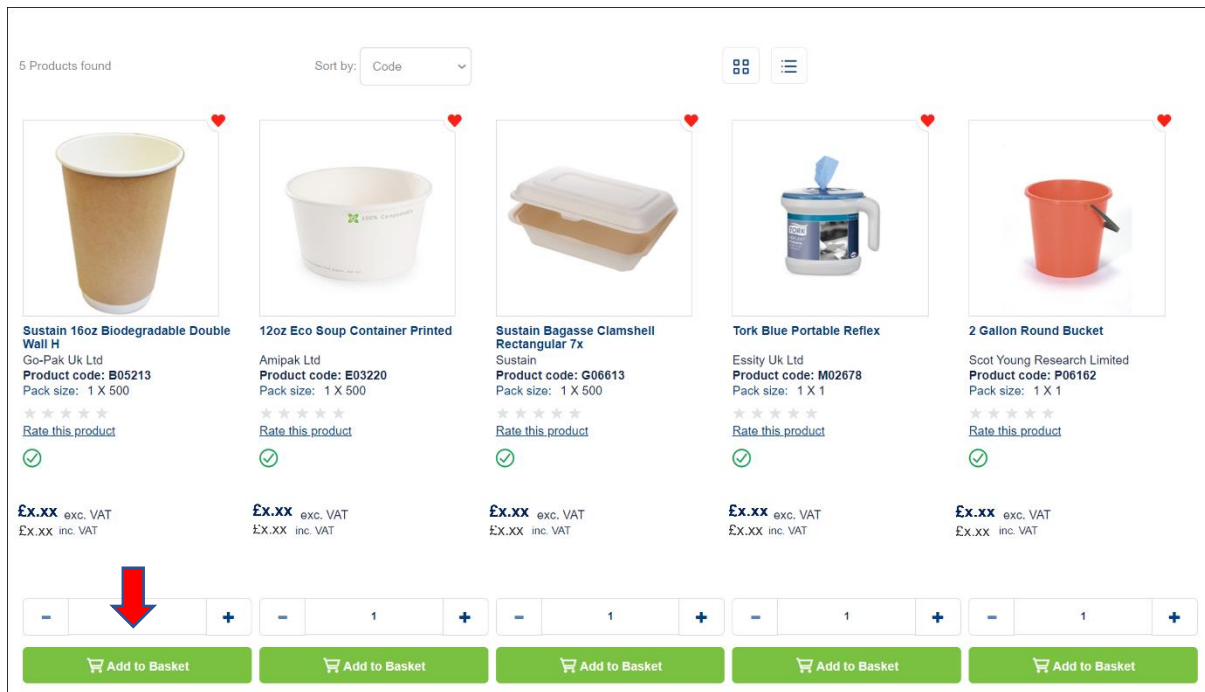 5 Products found
Sort by: Code
100% Compostable
TORK
Sustain 16oz Biodegradable Double
Wall H
Go-Pak Uk Ltd
Product code: B05213
Pack size: 1 X 500
Rate this product
£x.xx exc. VAT
£x.xx inc. VAT
Add to Basket
12oz Eco Soup Container Printed
Amipak Ltd
Product code: E03220
Pack size: 1 X 500
Rate this product
£x.xx exc. VAT
£x.xx inc. VAT
1
Add to Basket
Sustain Bagasse Clamshell
Rectangular 7x
Sustain
Product code: G06613
Pack size: 1 X 500
Rate this product
£x.xx exc. VAT
£x.xx inc. VAT
1
Add to Basket
Tork Blue Portable Reflex
Essity Uk Ltd
Product code: M02678
Pack size: 1 X 1
Rate this product
£x.xx exc. VAT
£x.xx inc. VAT
1
Add to Basket
2 Gallon Round Bucket
Scot Young Research Limited
Product code: P06162
Pack size: 1 X 1
Rate this product
£x.xx exc. VAT
£x.xx inc. VAT
1
Add to Basket